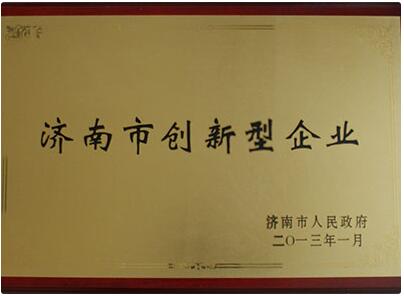 济南市创新型企业
济南市人民政府
二〇一三年一月